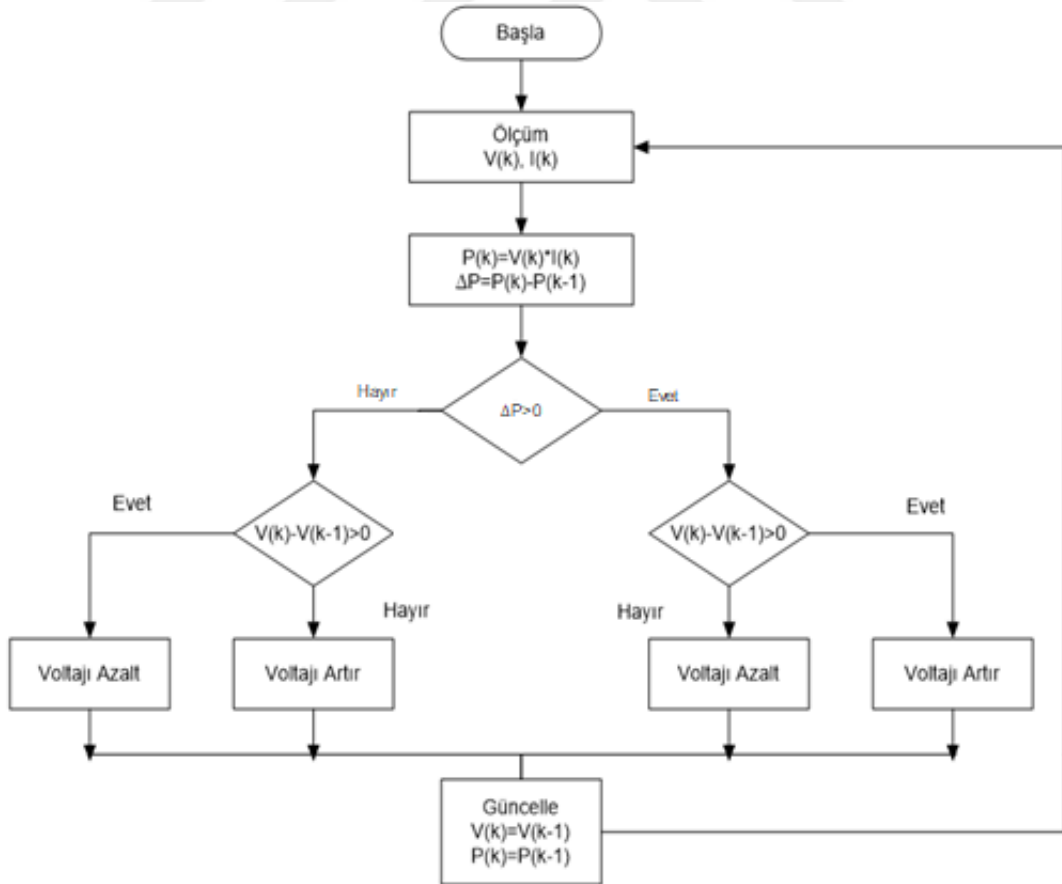 Başla
Ölçüm
V(k), I(k)
P(k)=V(k)*I(k)
ΔP=P(k)-P(k-1)
Hayır
ΔP>0
Evet
Evet
V(k)-V(k-1)>0
Hayır
V(k)-V(k-1)>0
Evet
Hayır
Voltajı Azalt
Voltajı Artır
Voltajı Azalt
Voltajı Artır
Güncelle
V(k)=V(k-1)
P(k)=P(k-1)